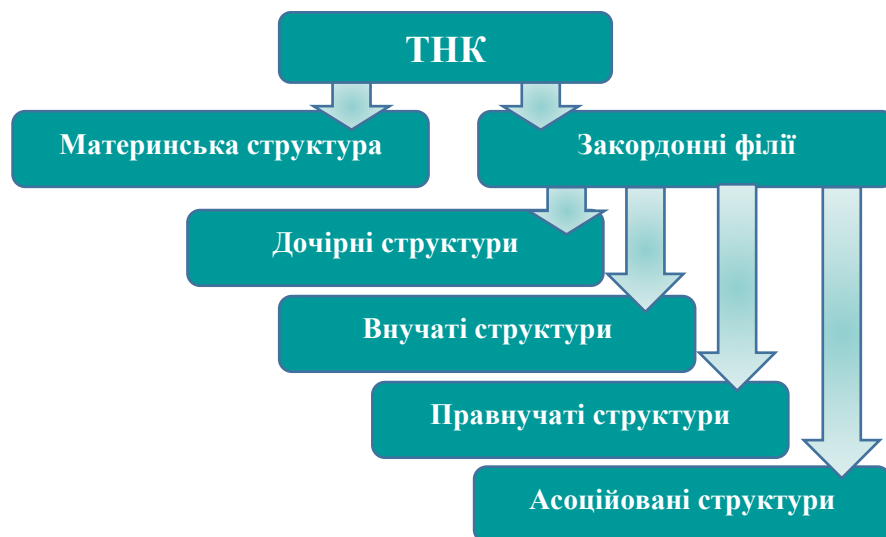 ТНК
Материнська структура
Закордонні філії
Дочірні структури
Внучаті структури
Правнучаті структури
Асоційовані структури